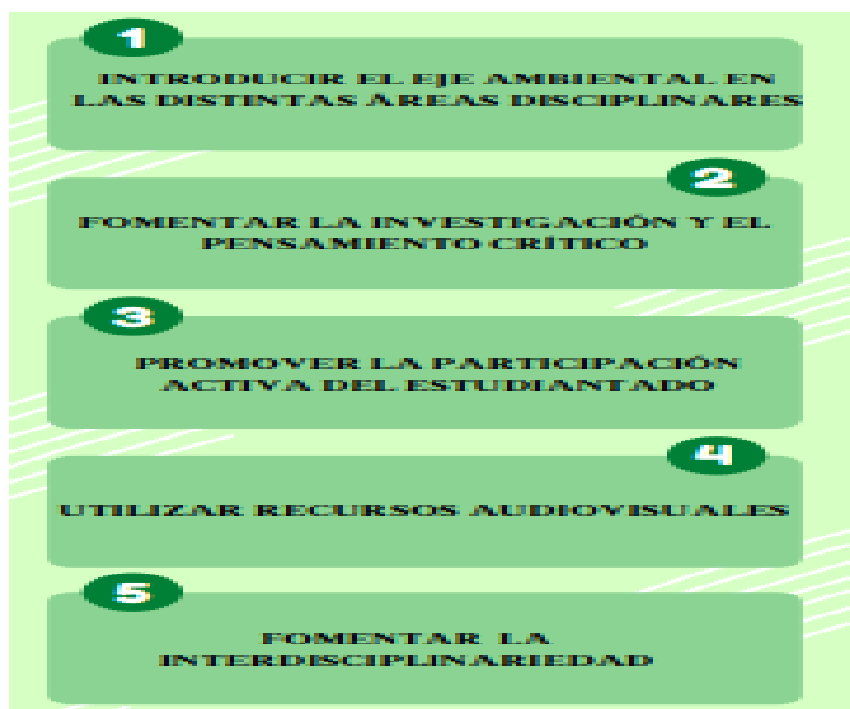 1
INTRODUCIR EL EJE AMBIENTAL EN
LAS DISTINTAS ÁREAS DISCIPLINARES
2
FOMENTAR LA INVESTIGACIÓN Y EL
PENSAMIENTO CRÍTICO
3
PROMOVER LA PARTICIPACIÓN
ACTIVA DEL ESTUDIANTADO
4
UTILIZAR RECURSOS AUDIOVISUALES
5
FOMENTAR LA
INTERDISCIPLINARIEDAD